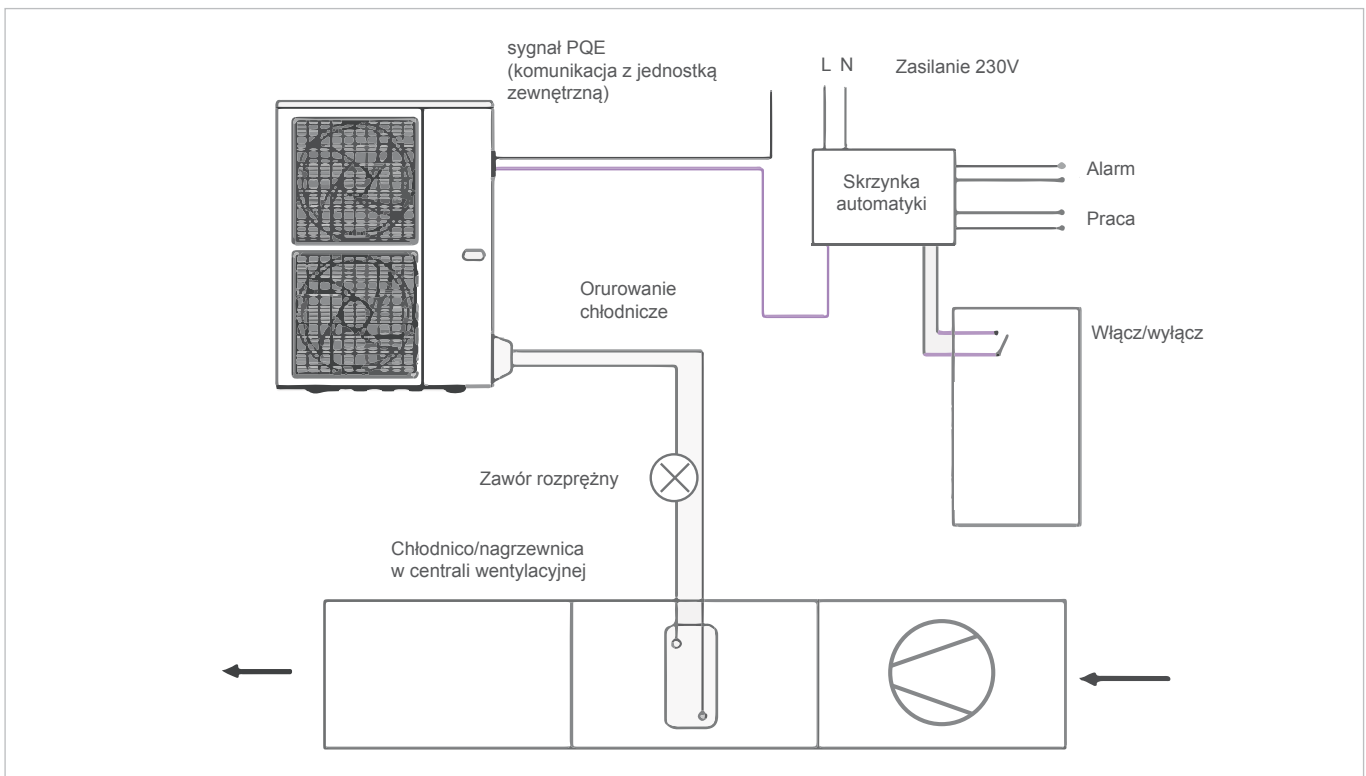 sygnał PQE
(komunikacja z jednostką
zewnętrzną)
L N
Zasilanie 230V
Skrzynka
automatyki
Alarm
Praca
Orurowanie
chłodnicze
Włącz/wyłącz
Zawór rozprężny
Chłodnico/nagrzewnica
w centrali wentylacyjnej